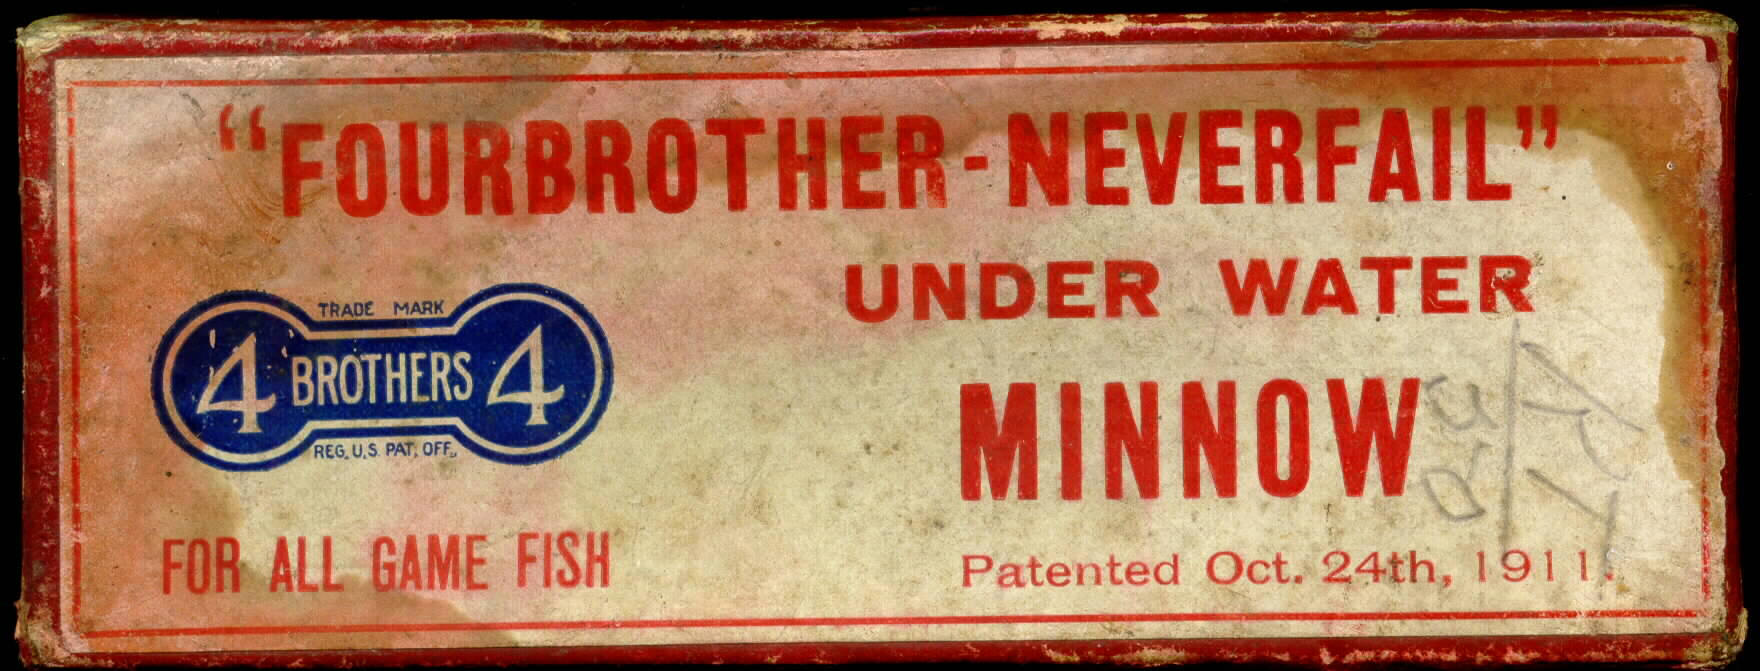 "FOURBROTHER-NEVERFAIL"
UNDER WATER
MINNOW
TRADE MARK
4 BROTHERS 4
REG. U.S. PAT. OFF.
FOR ALL GAME FISH
Patented Oct. 24th, 1911.